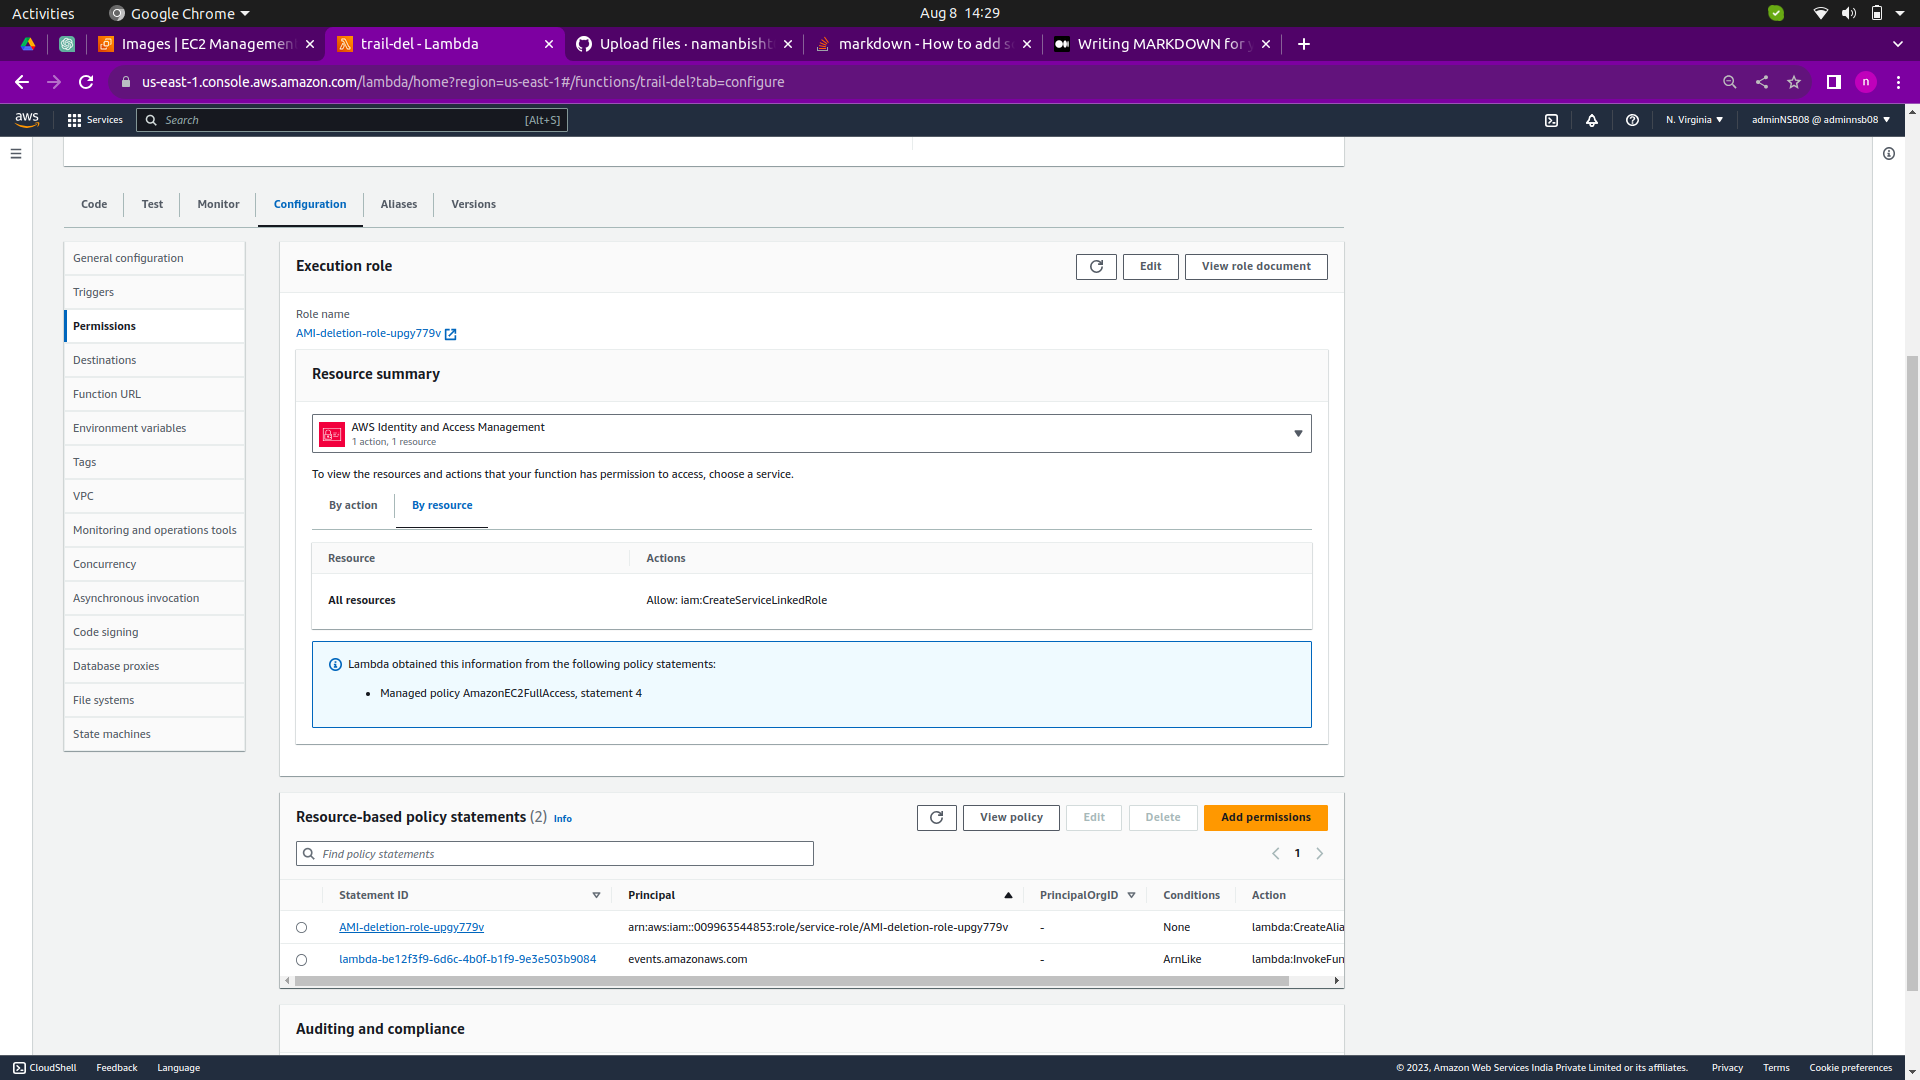 Activities
Google Chrome
Aug 8 14:29
Images | EC2 Managemen
trail-del - Lambda
Upload files · namanbisht
markdown - How to add s
Writing MARKDOWN for y
us-east-1.console.aws.amazon.com/lambda/home?region=us-east-1#/functions/trail-del?tab=configure
n
aws
Services
Search
[Alt+S]
N. Virginia
adminNSB08 @ adminnsb08
Code
Test
Monitor
Configuration
Aliases
Versions
General configuration
Triggers
Permissions
Destinations
Function URL
Environment variables
Tags
VPC
Monitoring and operations tools
Concurrency
Asynchronous invocation
Code signing
Database proxies
File systems
State machines
Execution role
Edit
View role document
Role name
AMI-deletion-role-upgy779v
Resource summary
AWS Identity and Access Management
1 action, 1 resource
To view the resources and actions that your function has permission to access, choose a service.
By action
By resource
Resource
Actions
All resources
Allow: iam:CreateServiceLinkedRole
Lambda obtained this information from the following policy statements:
• Managed policy AmazonEC2FullAccess, statement 4
Resource-based policy statements (2) Info
View policy
Edit
Delete
Add permissions
Find policy statements
1
Statement ID
Principal
PrincipalOrgID
Conditions
Action
AMI-deletion-role-upgy779v
arn:aws:iam::009963544853:role/service-role/AMI-deletion-role-upgy779v
-
None
lambda:CreateAlia
lambda-be12f3f9-6d6c-4b0f-b1f9-9e3e503b9084
events.amazonaws.com
-
ArnLike
lambda:InvokeFun
Auditing and compliance
CloudShell
Feedback
Language
© 2023, Amazon Web Services India Private Limited or its affiliates.
Privacy
Terms
Cookie preferences